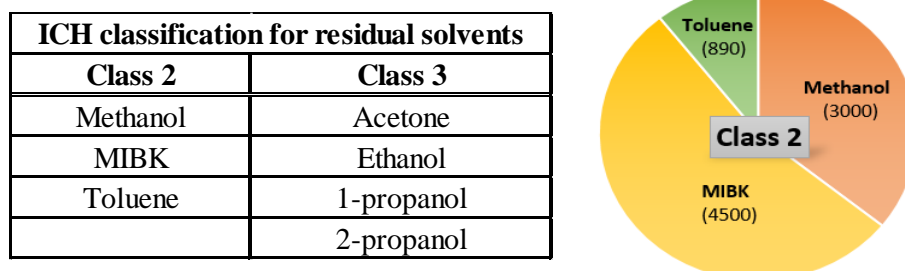 ICH classification for residual solvents
Class 2 Class 3
Methanol Acetone
MIBK Ethanol
Toluene 1-propanol
2-propanol
Toluene
(890)
Methanol
(3000)
Class 2
MIBK
(4500)